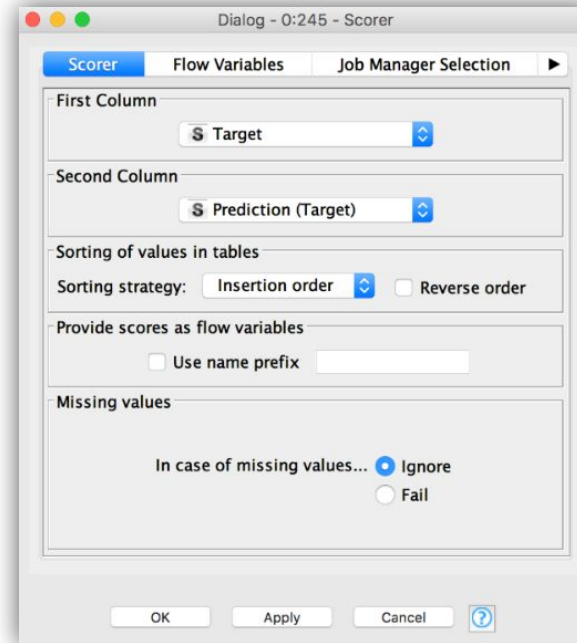 Dialog - 0:245 - Scorer
Scorer Flow Variables Job Manager Selection
First Column
S Target
Second Column
S Prediction (Target)
Sorting of values in tables
Sorting strategy: Insertion order Reverse order
Provide scores as flow variables
Use name prefix
Missing values
In case of missing values... Ignore
Fail
OK Apply Cancel ?